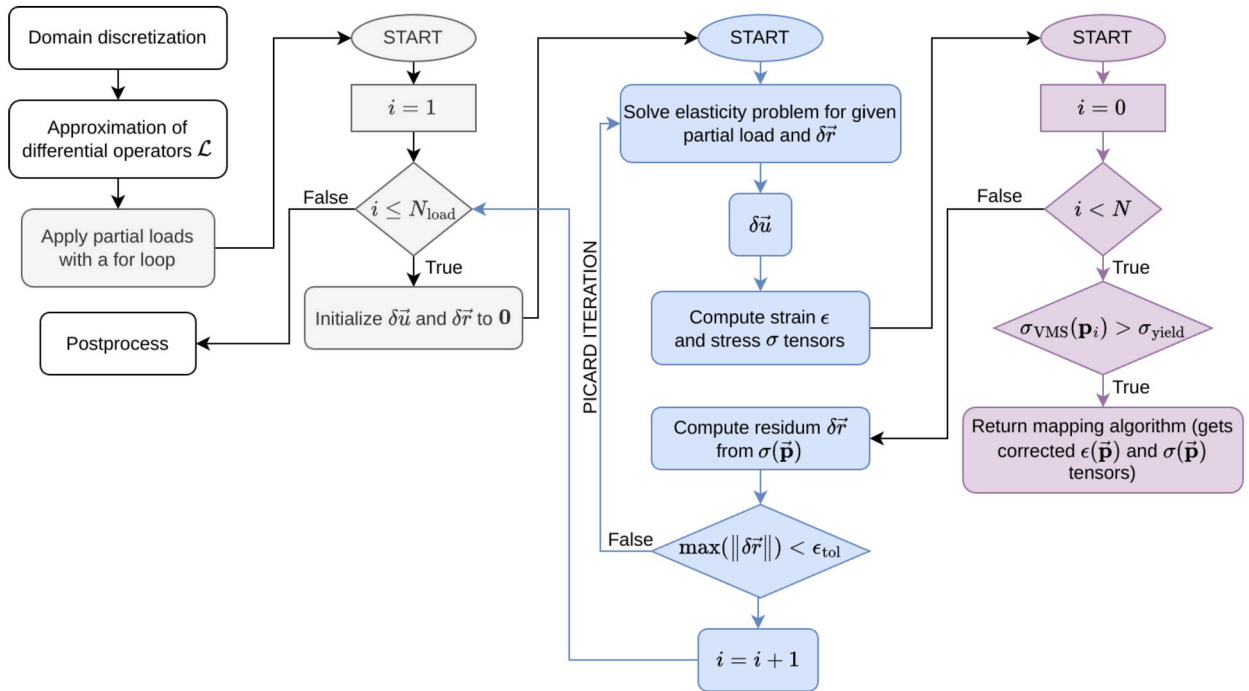 Domain discretization
Approximation of
differential operators 𝓛
Apply partial loads
with a for loop
Postprocess
START
i = 1
i ≤ N_load
False
True
Initialize δu⃗ and δr⃗ to 𝟎
START
Solve elasticity problem for given
partial load and δr⃗
δu⃗
Compute strain ϵ
and stress σ tensors
PICARD ITERATION
Compute residum δr⃗
from σ(𝐩⃗)
max(‖δr⃗‖) < ϵ_tol
False
i = i + 1
START
i = 0
i < N
False
True
σ_VMS(𝐩_i) > σ_yield
True
Return mapping algorithm (gets
corrected ϵ(𝐩⃗) and σ(𝐩⃗)
tensors)